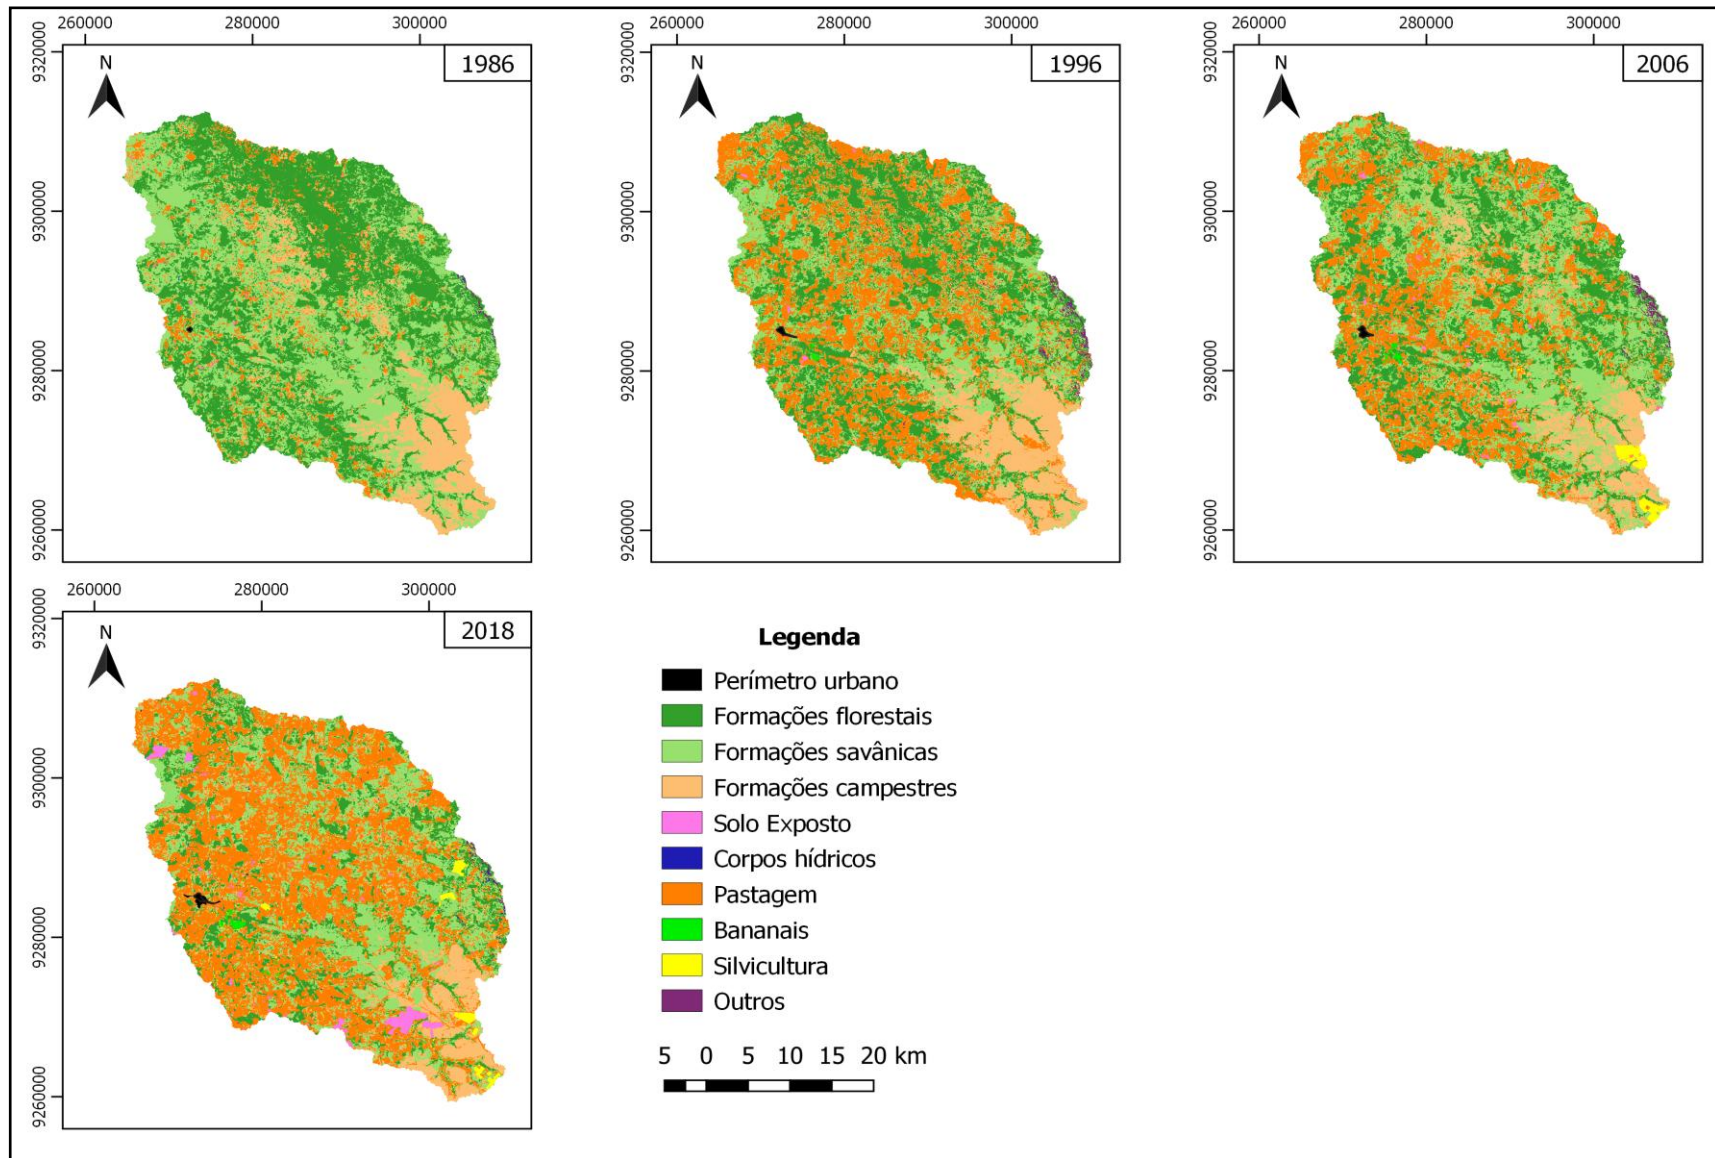 260000 280000 300000
260000 280000 300000
260000 280000 300000
1986
1996
2006
N
N
N
9320000
9300000
9280000
9260000
9320000
9300000
9280000
9260000
9320000
9300000
9280000
9260000
260000 280000 300000
2018
N
9320000
9300000
9280000
9260000
Legenda
Perímetro urbano
Formações florestais
Formações savânicas
Formações campestres
Solo Exposto
Corpos hídricos
Pastagem
Bananais
Silvicultura
Outros
5 0 5 10 15 20 km